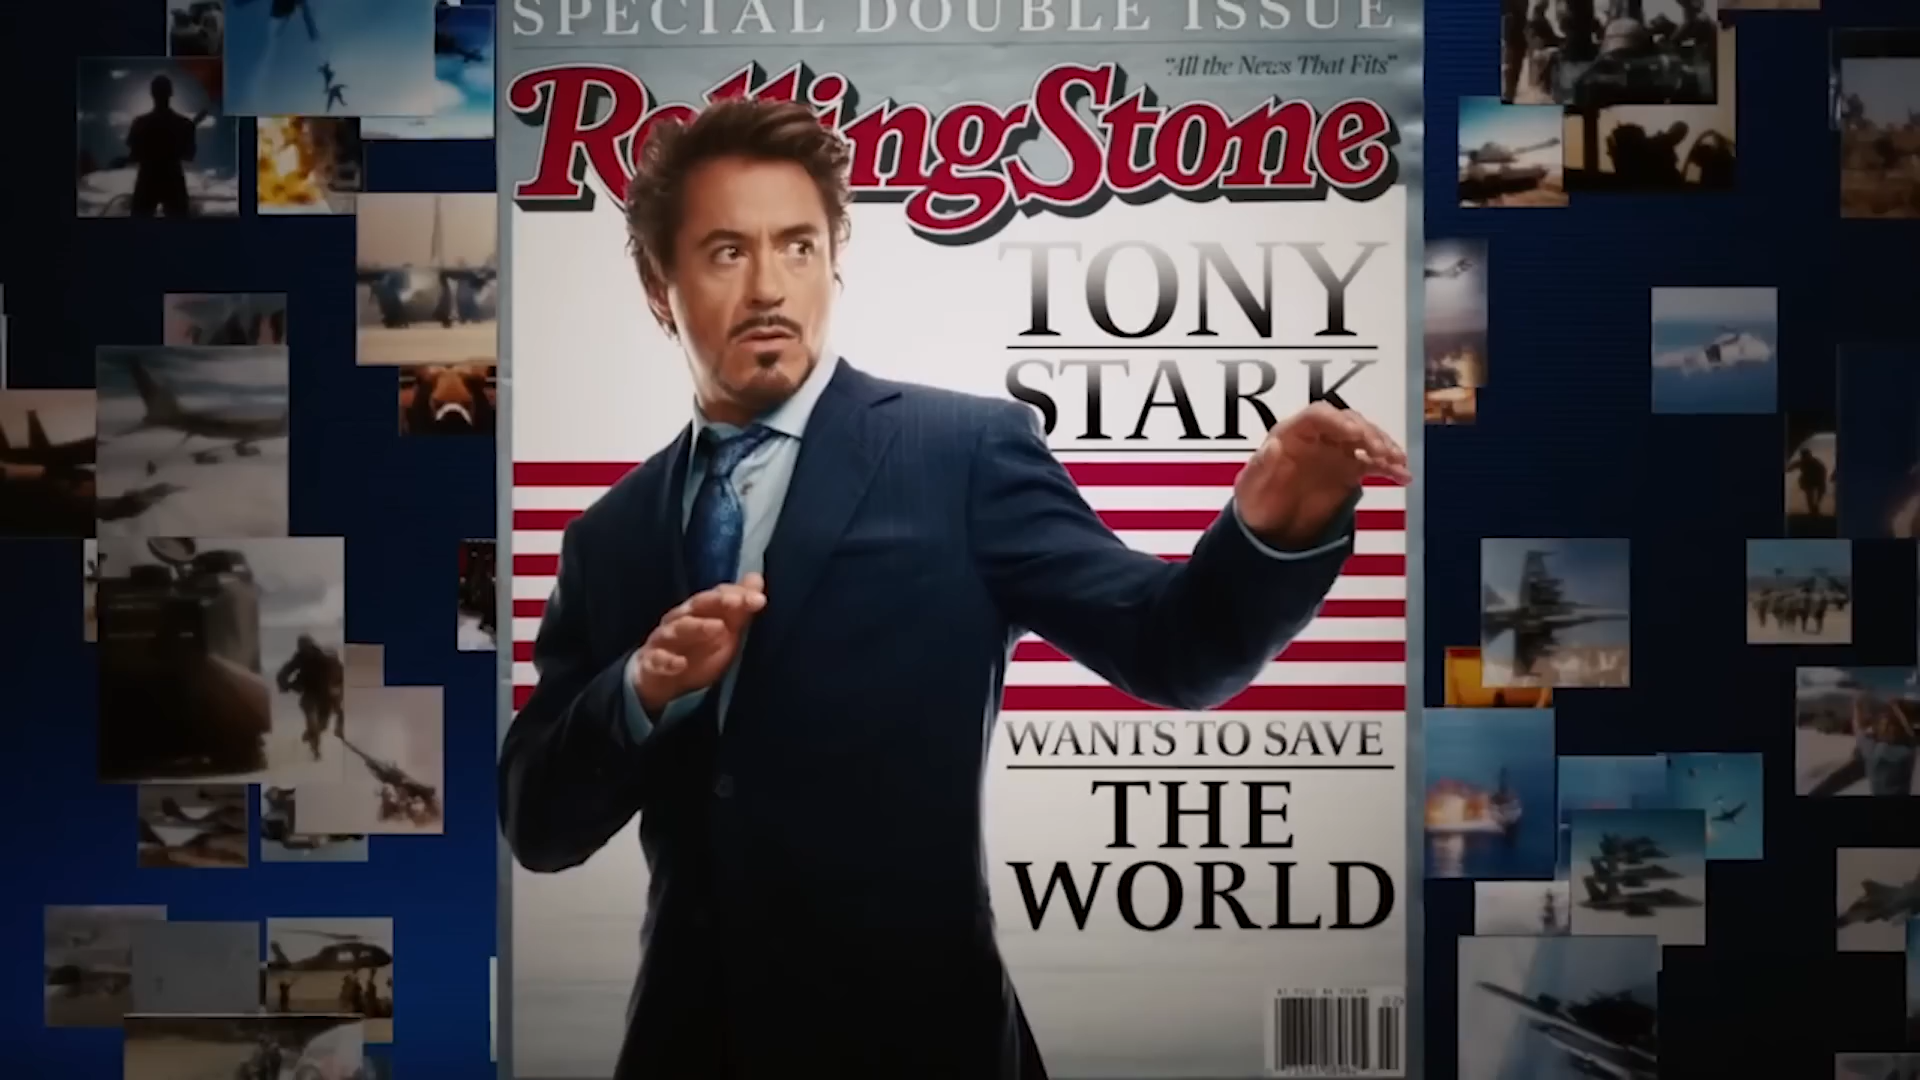 SPECIAL DOUBLE ISSUE
"All the News That Fits"
RollingStone
TONY
STARK
WANTS TO SAVE
THE
WORLD